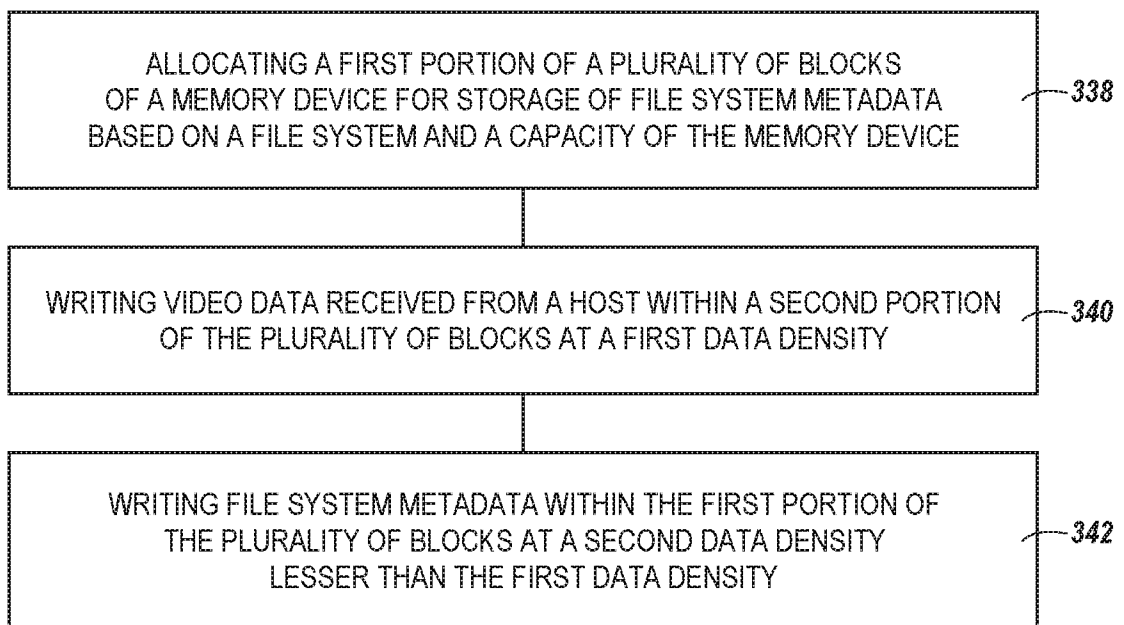 ALLOCATING A FIRST PORTION OF A PLURALITY OF BLOCKS
OF A MEMORY DEVICE FOR STORAGE OF FILE SYSTEM METADATA
BASED ON A FILE SYSTEM AND A CAPACITY OF THE MEMORY DEVICE
338
WRITING VIDEO DATA RECEIVED FROM A HOST WITHIN A SECOND PORTION
OF THE PLURALITY OF BLOCKS AT A FIRST DATA DENSITY
340
WRITING FILE SYSTEM METADATA WITHIN THE FIRST PORTION OF
THE PLURALITY OF BLOCKS AT A SECOND DATA DENSITY
LESSER THAN THE FIRST DATA DENSITY
342